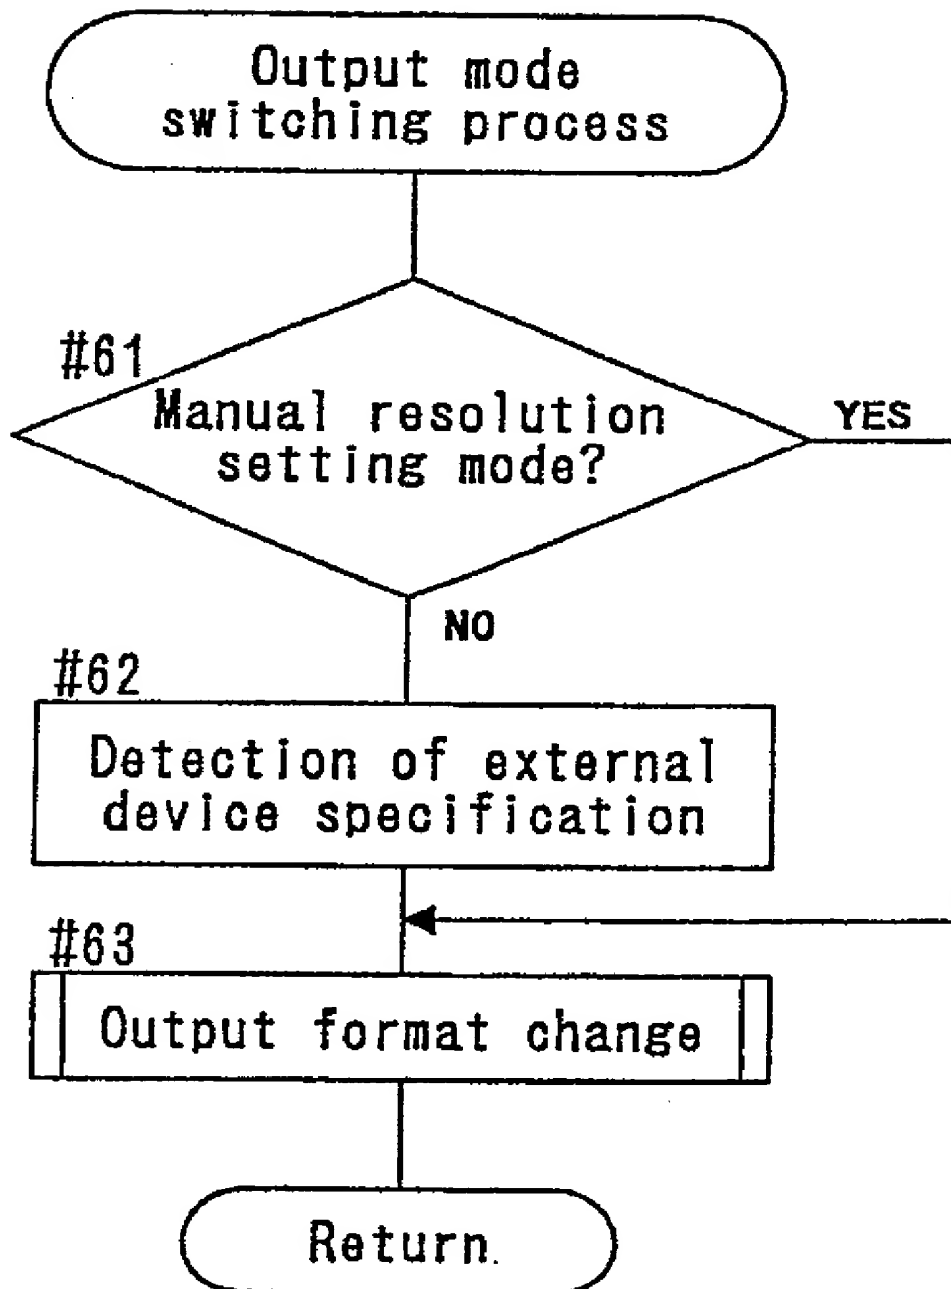 Output mode
switching process
#61
Manual resolution
setting mode?
YES
NO
#62
Detection of external
device specification
#63
Output format change
Return